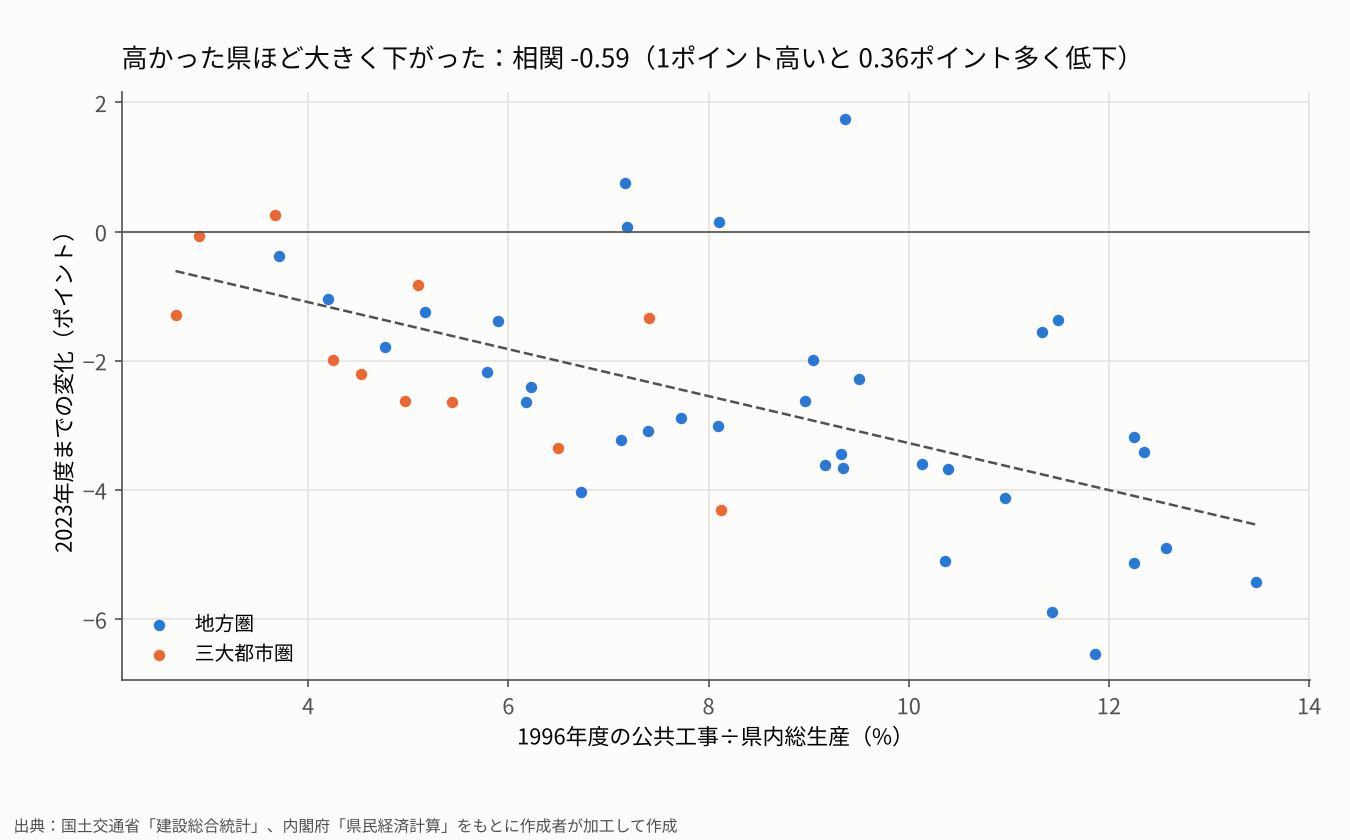 高かった県ほど大きく下がった：相関 -0.59（1ポイント高いと 0.36ポイント多く低下）
2023年度までの変化（ポイント）
2
0
−2
−4
−6
地方圏
三大都市圏
4
6
8
10
12
14
1996年度の公共工事÷県内総生産（%）
出典：国土交通省「建設総合統計」、内閣府「県民経済計算」をもとに作成者が加工して作成